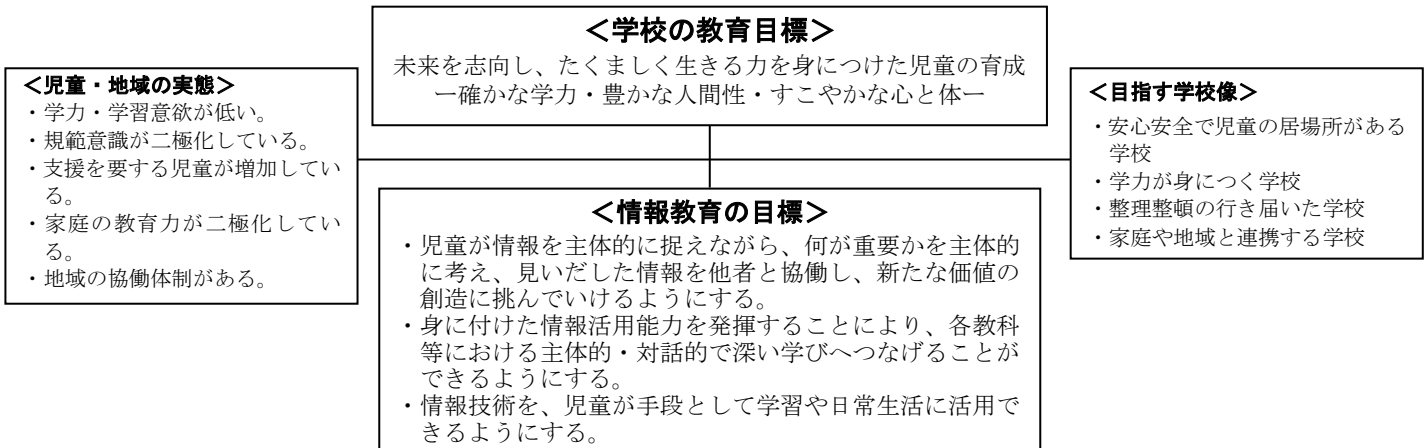 ＜学校の教育目標＞
未来を志向し、たくましく生きる力を身につけた児童の育成
ー確かな学力・豊かな人間性・すこやかな心と体ー
＜児童・地域の実態＞
・学力・学習意欲が低い。
・規範意識が二極化している。
・支援を要する児童が増加してい
る。
・家庭の教育力が二極化してい
る。
・地域の協働体制がある。
＜目指す学校像＞
・安心安全で児童の居場所がある
学校
・学力が身につく学校
・整理整頓の行き届いた学校
・家庭や地域と連携する学校
＜情報教育の目標＞
・児童が情報を主体的に捉えながら、何が重要かを主体的
に考え、見いだした情報を他者と協働し、新たな価値の
創造に挑んでいけるようにする。
・身に付けた情報活用能力を発揮することにより、各教科
等における主体的・対話的で深い学びへつなげることが
できるようにする。
・情報技術を、児童が手段として学習や日常生活に活用で
きるようにする。